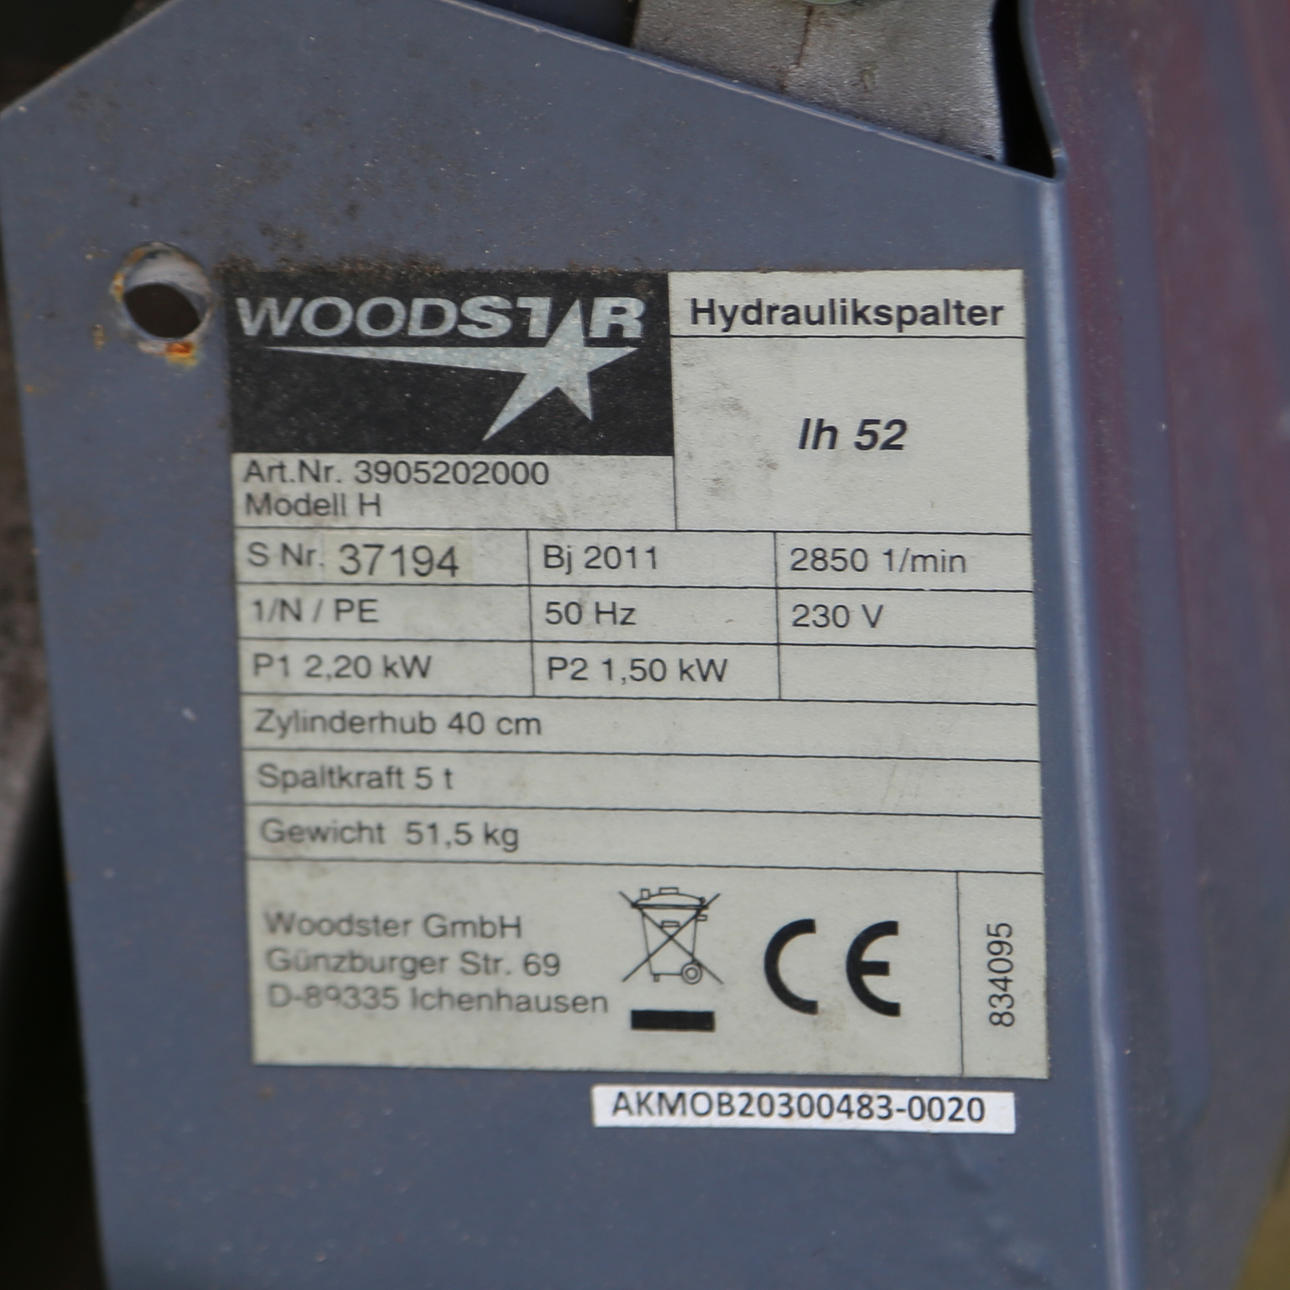 WOODSTAR
Hydraulikspalter
lh 52
Art.Nr. 3905202000
Modell H
S Nr. 37194
Bj 2011
2850 1/min
1/N / PE
50 Hz
230 V
P1 2,20 kW
P2 1,50 kW
Zylinderhub 40 cm
Spaltkraft 5 t
Gewicht 51,5 kg
Woodster GmbH
Günzburger Str. 69
D-89335 Ichenhausen
CE
834095
AKMOB20300483-0020